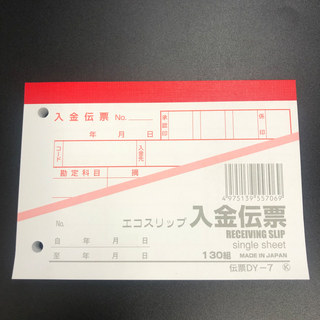 入金伝票 No.
承認印
係印
年 月 日
コード
入金先
勘定科目 摘
4973139557069
No. エコスリップ 入金伝票
RECEIVING SLIP
single sheet
自 年 月 日
至 年 月 日
130組 MADE IN JAPAN
伝票DY-7 K